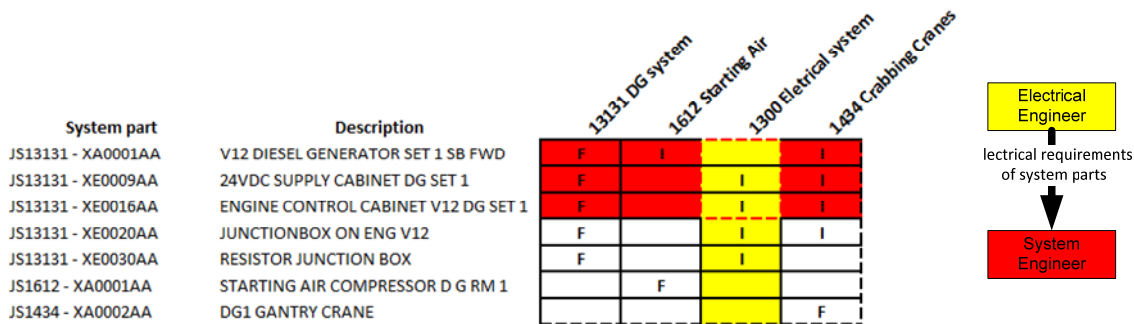 13131 DG system
1612 Starting Air
1300 Eletrical system
1434 Crabbing Cranes
System part Description
JS13131 - XA0001AA V12 DIESEL GENERATOR SET 1 SB FWD F I I
JS13131 - XE0009AA 24VDC SUPPLY CABINET DG SET 1 F I I
JS13131 - XE0016AA ENGINE CONTROL CABINET V12 DG SET 1 F I I
JS13131 - XE0020AA JUNCTIONBOX ON ENG V12 F I I
JS13131 - XE0030AA RESISTOR JUNCTION BOX F I
JS1612 - XA0001AA STARTING AIR COMPRESSOR D G RM 1 F
JS1434 - XA0002AA DG1 GANTRY CRANE F
Electrical
Engineer
lectrical requirements
of system parts
System
Engineer